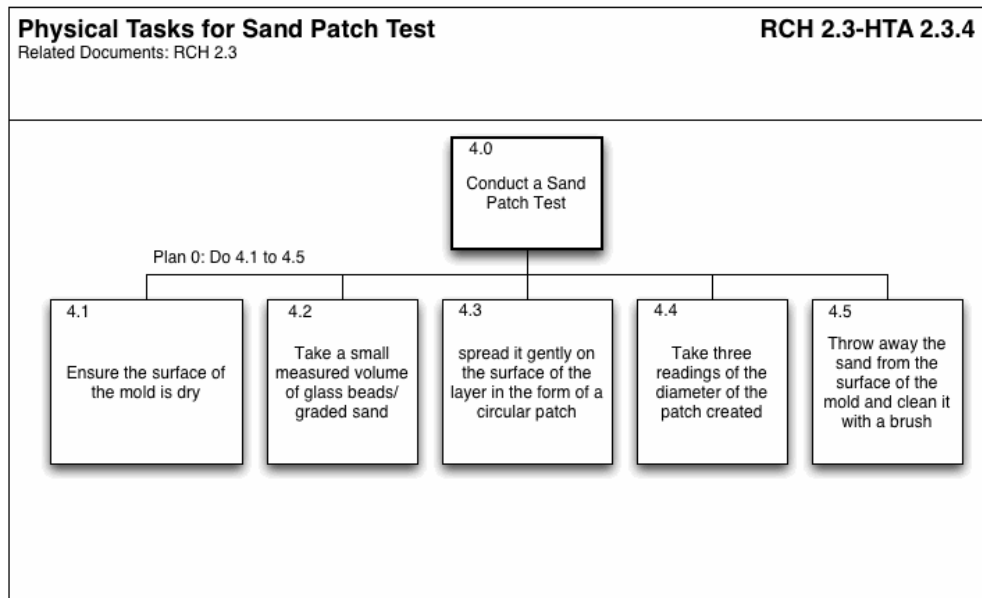 Physical Tasks for Sand Patch Test
RCH 2.3-HTA 2.3.4
Related Documents: RCH 2.3
4.0
Conduct a Sand
Patch Test
Plan 0: Do 4.1 to 4.5
4.1
Ensure the surface of
the mold is dry
4.2
Take a small
measured volume
of glass beads/
graded sand
4.3
spread it gently on
the surface of the
layer in the form of a
circular patch
4.4
Take three
readings of the
diameter of the
patch created
4.5
Throw away the
sand from the
surface of the
mold and clean it
with a brush